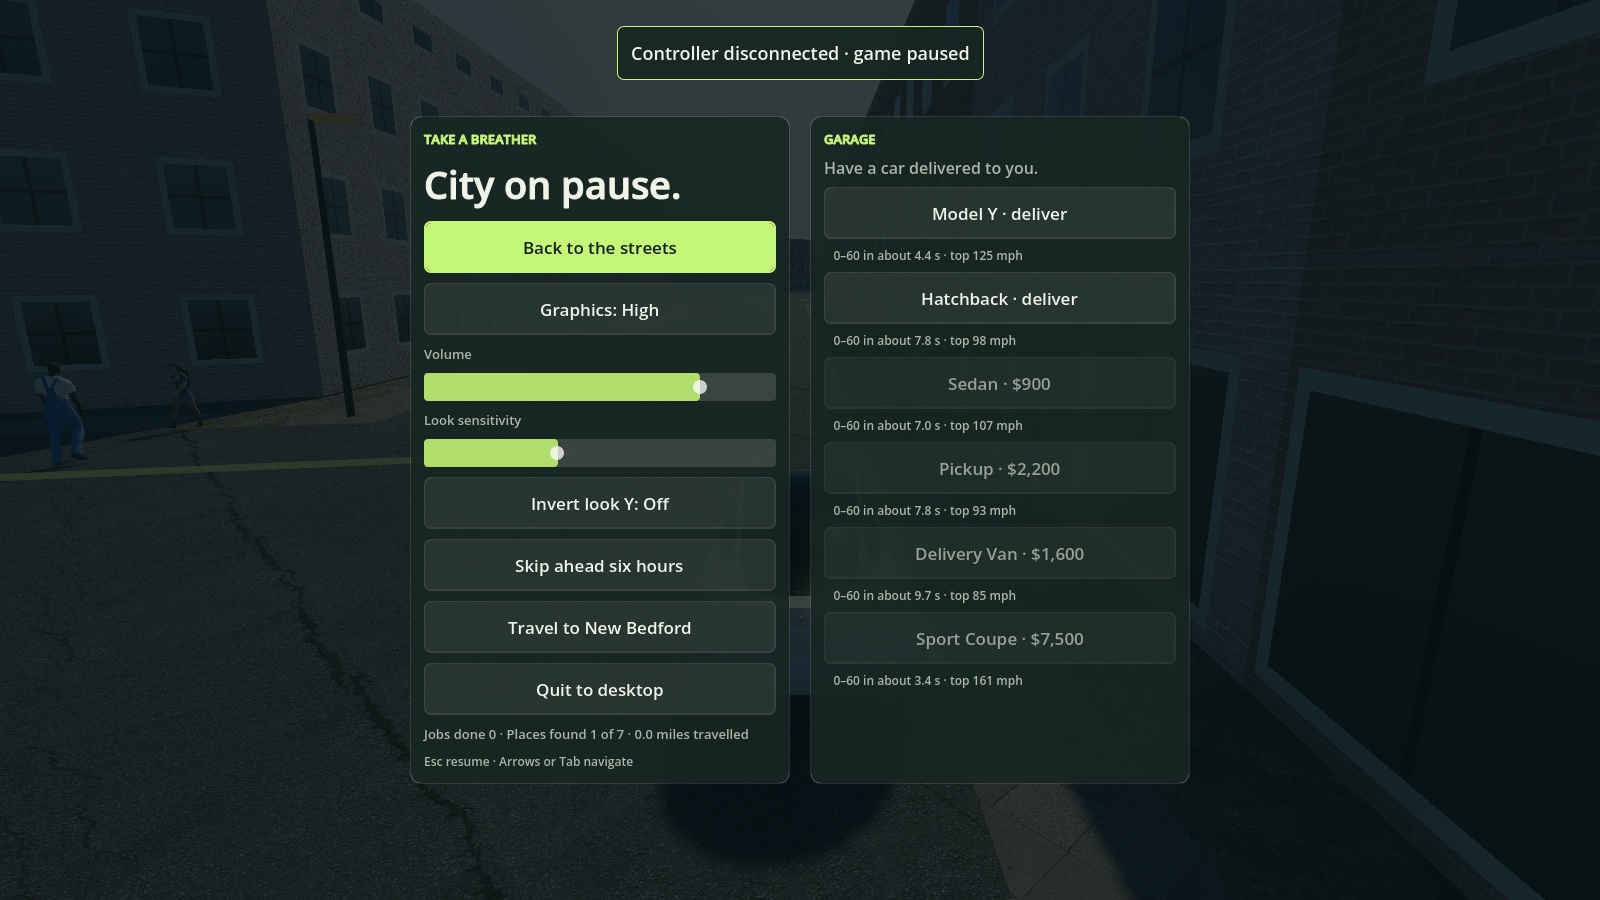 Controller disconnected · game paused
TAKE A BREATHER
City on pause.
Back to the streets
Graphics: High
Volume
Look sensitivity
Invert look Y: Off
Skip ahead six hours
Travel to New Bedford
Quit to desktop
Jobs done 0 · Places found 1 of 7 · 0.0 miles travelled
Esc resume · Arrows or Tab navigate
GARAGE
Have a car delivered to you.
Model Y · deliver
0–60 in about 4.4 s · top 125 mph
Hatchback · deliver
0–60 in about 7.8 s · top 98 mph
Sedan · $900
0–60 in about 7.0 s · top 107 mph
Pickup · $2,200
0–60 in about 7.8 s · top 93 mph
Delivery Van · $1,600
0–60 in about 9.7 s · top 85 mph
Sport Coupe · $7,500
0–60 in about 3.4 s · top 161 mph